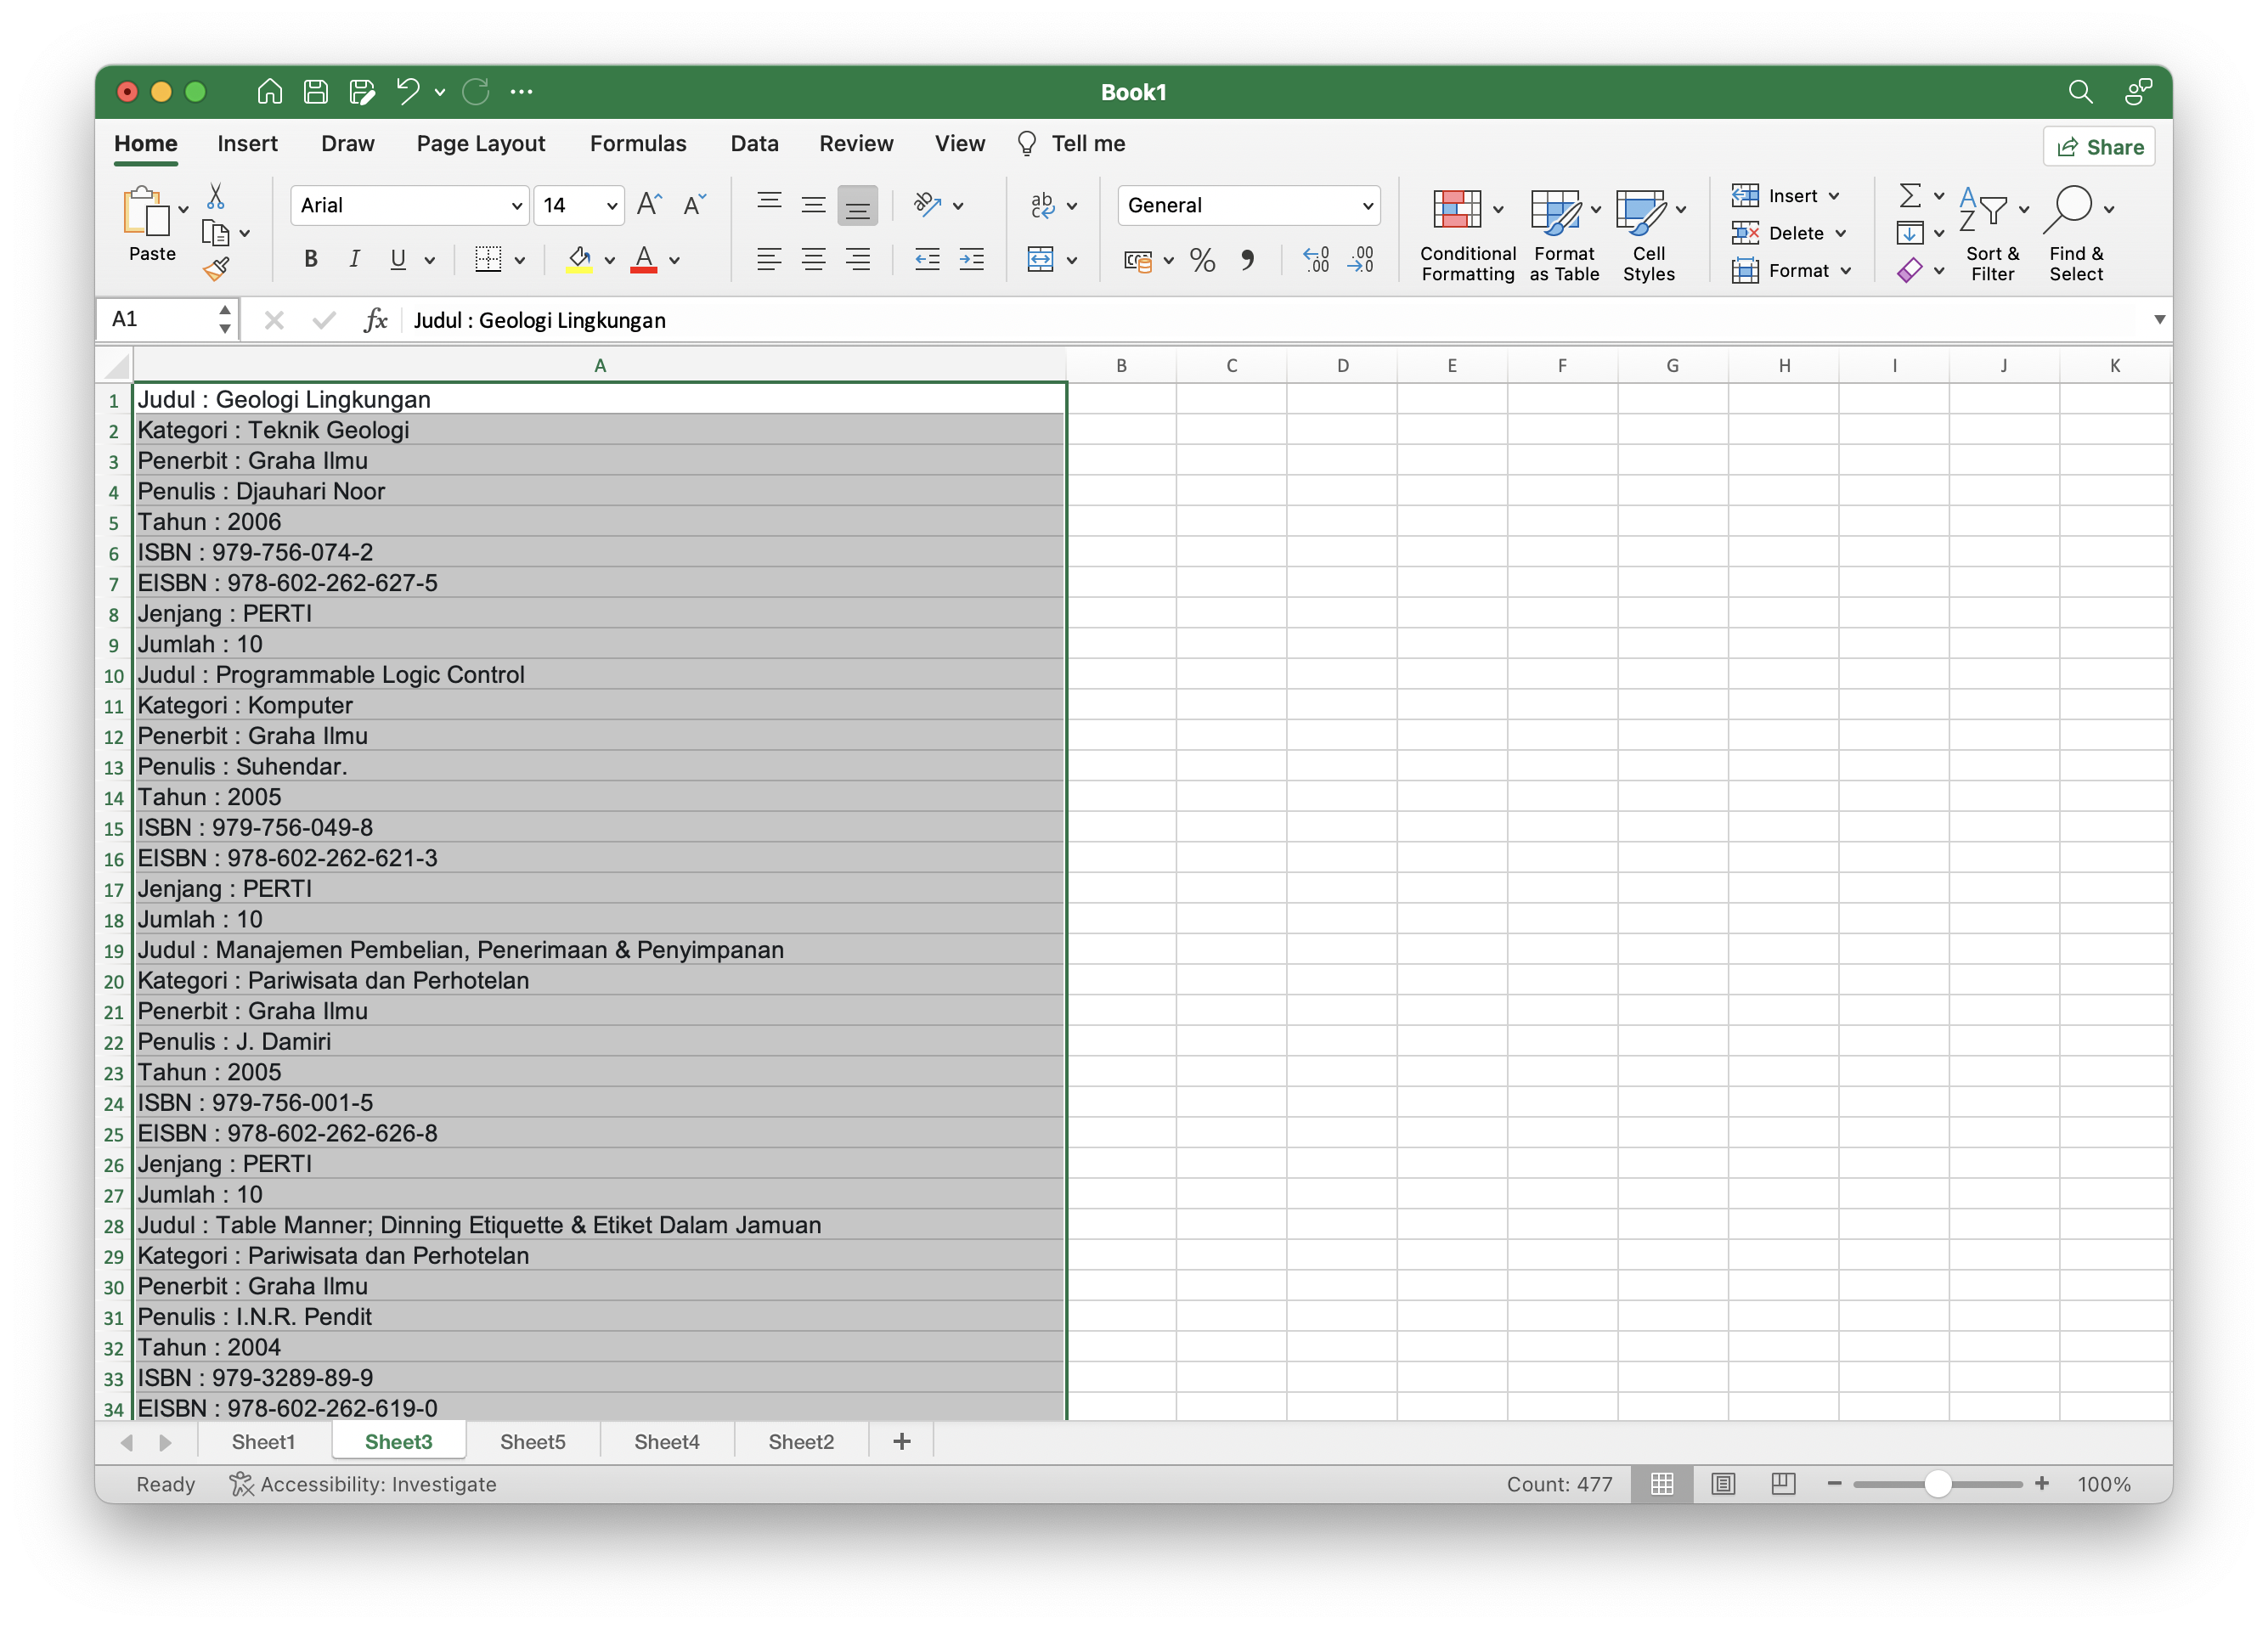 Book1
Home Insert Draw Page Layout Formulas Data Review View Tell me Share
Paste
Arial 14
B I U A
ab
General
% .00
Conditional Formatting
Format as Table
Cell Styles
Insert
Delete
Format
Sort & Filter
Find & Select
A1 fx Judul : Geologi Lingkungan
A B C D E F G H I J K
1 Judul : Geologi Lingkungan
2 Kategori : Teknik Geologi
3 Penerbit : Graha Ilmu
4 Penulis : Djauhari Noor
5 Tahun : 2006
6 ISBN : 979-756-074-2
7 EISBN : 978-602-262-627-5
8 Jenjang : PERTI
9 Jumlah : 10
10 Judul : Programmable Logic Control
11 Kategori : Komputer
12 Penerbit : Graha Ilmu
13 Penulis : Suhendar.
14 Tahun : 2005
15 ISBN : 979-756-049-8
16 EISBN : 978-602-262-621-3
17 Jenjang : PERTI
18 Jumlah : 10
19 Judul : Manajemen Pembelian, Penerimaan & Penyimpanan
20 Kategori : Pariwisata dan Perhotelan
21 Penerbit : Graha Ilmu
22 Penulis : J. Damiri
23 Tahun : 2005
24 ISBN : 979-756-001-5
25 EISBN : 978-602-262-626-8
26 Jenjang : PERTI
27 Jumlah : 10
28 Judul : Table Manner; Dinning Etiquette & Etiket Dalam Jamuan
29 Kategori : Pariwisata dan Perhotelan
30 Penerbit : Graha Ilmu
31 Penulis : I.N.R. Pendit
32 Tahun : 2004
33 ISBN : 979-3289-89-9
34 EISBN : 978-602-262-619-0
Sheet1 Sheet3 Sheet5 Sheet4 Sheet2 +
Ready Accessibility: Investigate Count: 477 100%